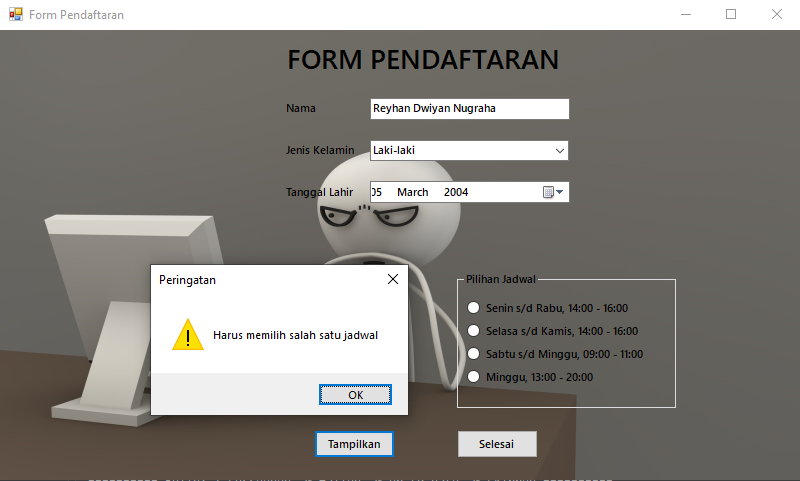 Form Pendaftaran
FORM PENDAFTARAN
Nama
Reyhan Dwiyan Nugraha
Jenis Kelamin
Laki-laki
Tanggal Lahir
05 March 2004
Peringatan
Harus memilih salah satu jadwal
OK
Pilihan Jadwal
Senin s/d Rabu, 14:00 - 16:00
Selasa s/d Kamis, 14:00 - 16:00
Sabtu s/d Minggu, 09:00 - 11:00
Minggu, 13:00 - 20:00
Tampilkan
Selesai